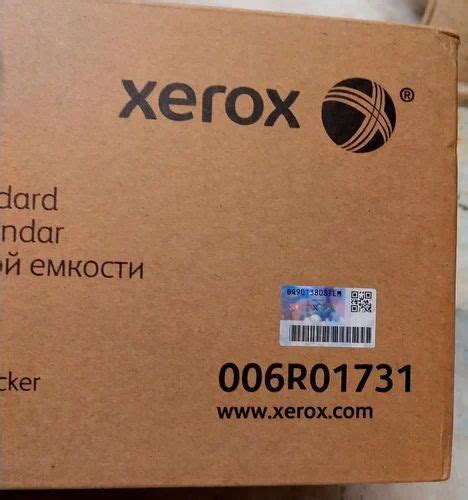 xerox ®
dard
ndar
ой емкости
cker
006R01731
www.xerox.com